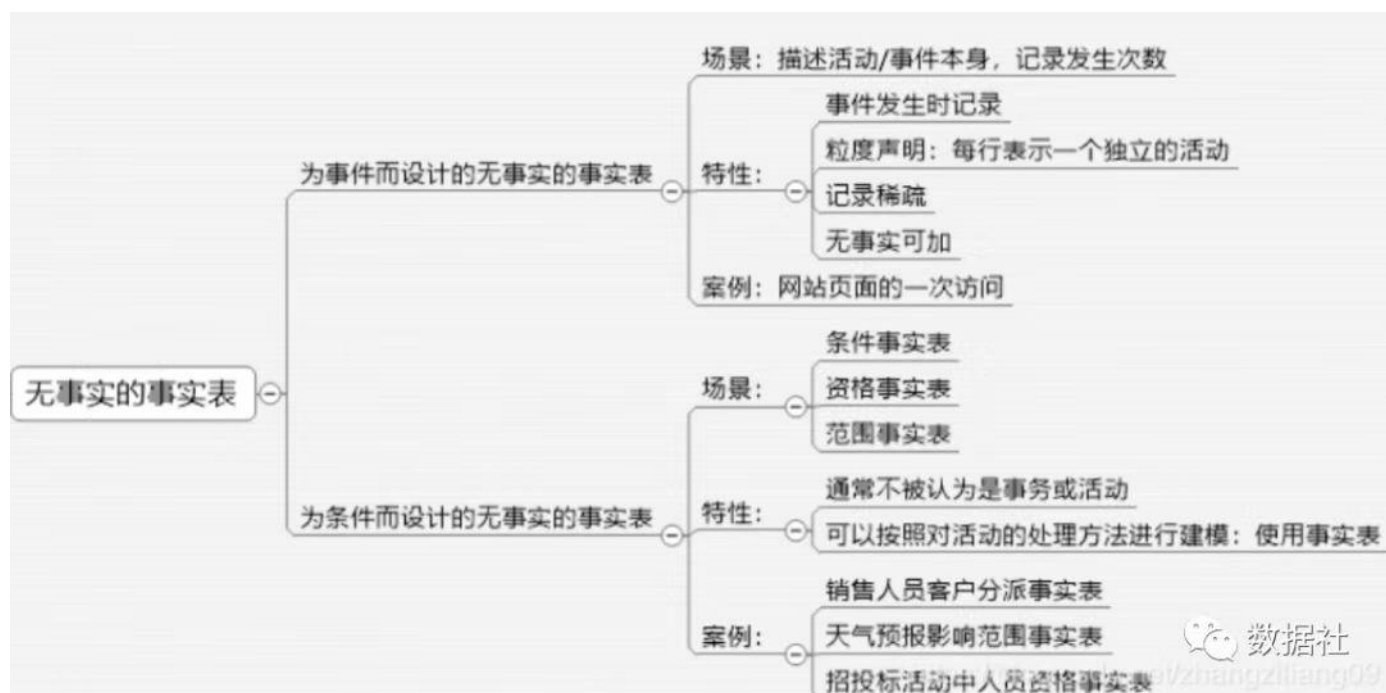 无事实的事实表
为事件而设计的无事实的事实表
场景：描述活动/事件本身，记录发生次数
特性：
事件发生时记录
粒度声明：每行表示一个独立的活动
记录稀疏
无事实可加
案例：网站页面的一次访问
为条件而设计的无事实的事实表
场景：
条件事实表
资格事实表
范围事实表
特性：
通常不被认为是事务或活动
可以按照对活动的处理方法进行建模：使用事实表
案例：
销售人员客户分派事实表
天气预报影响范围事实表
招投标活动中人员资格事实表
数据社
zhangziliang09